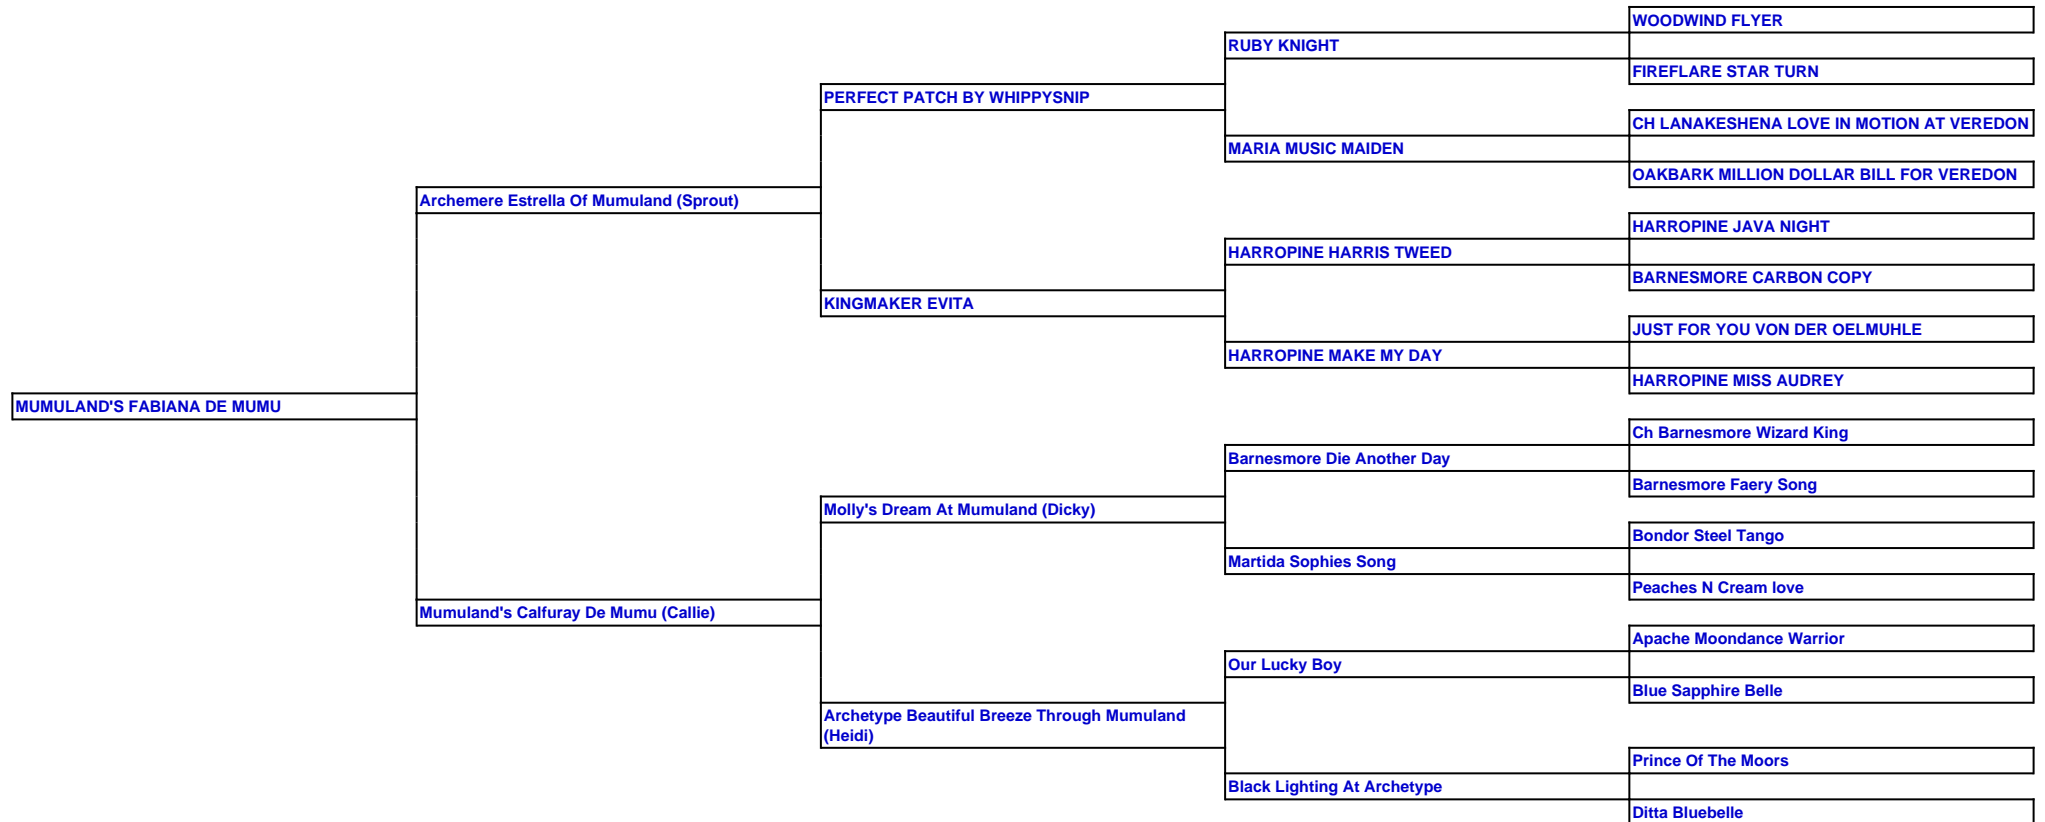 WOODWIND FLYER
RUBY KNIGHT
FIREFLARE STAR TURN
PERFECT PATCH BY WHIPPYSNIP
CH LANAKESHENA LOVE IN MOTION AT VEREDON
MARIA MUSIC MAIDEN
OAKBARK MILLION DOLLAR BILL FOR VEREDON
Archemere Estrella Of Mumuland (Sprout)
HARROPINE JAVA NIGHT
HARROPINE HARRIS TWEED
BARNESMORE CARBON COPY
KINGMAKER EVITA
JUST FOR YOU VON DER OELMUHLE
HARROPINE MAKE MY DAY
HARROPINE MISS AUDREY
MUMULAND'S FABIANA DE MUMU
Ch Barnesmore Wizard King
Barnesmore Die Another Day
Barnesmore Faery Song
Molly's Dream At Mumuland (Dicky)
Bondor Steel Tango
Martida Sophies Song
Peaches N Cream love
Mumuland's Calfuray De Mumu (Callie)
Apache Moondance Warrior
Our Lucky Boy
Blue Sapphire Belle
Archetype Beautiful Breeze Through Mumuland
(Heidi)
Prince Of The Moors
Black Lighting At Archetype
Ditta Bluebelle